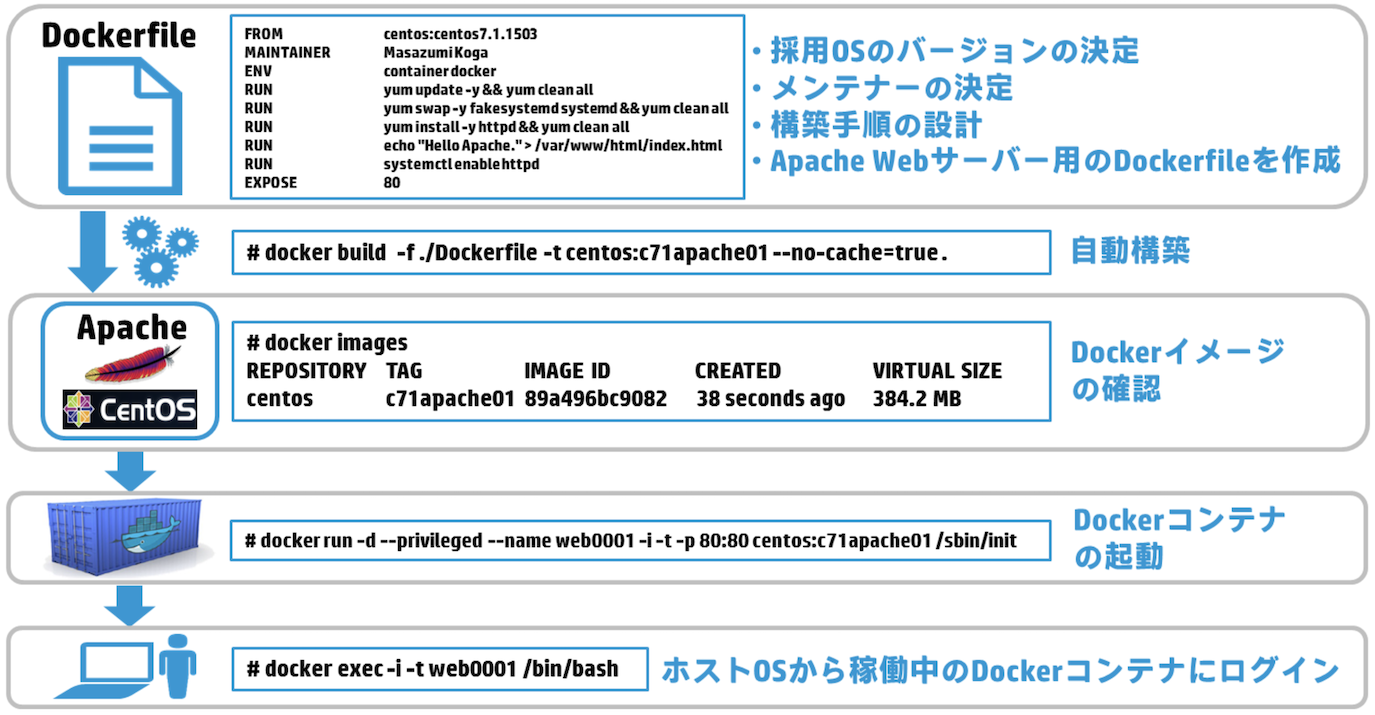 Dockerfile
FROM centos:centos7.1.1503
MAINTAINER Masazumi Koga
ENV container docker
RUN yum update -y && yum clean all
RUN yum swap -y fakesystemd systemd && yum clean all
RUN yum install -y httpd && yum clean all
RUN echo "Hello Apache." > /var/www/html/index.html
RUN systemctl enable httpd
EXPOSE 80
・採用OSのバージョンの決定
・メンテナーの決定
・構築手順の設計
・Apache Webサーバー用のDockerfileを作成
# docker build -f ./Dockerfile -t centos:c71apache01 --no-cache=true .
自動構築
Apache
CentOS
# docker images
REPOSITORY TAG IMAGE ID CREATED VIRTUAL SIZE
centos c71apache01 89a496bc9082 38 seconds ago 384.2 MB
Dockerイメージ
の確認
# docker run -d --privileged --name web0001 -i -t -p 80:80 centos:c71apache01 /sbin/init
Dockerコンテナ
の起動
# docker exec -i -t web0001 /bin/bash
ホストOSから稼働中のDockerコンテナにログイン